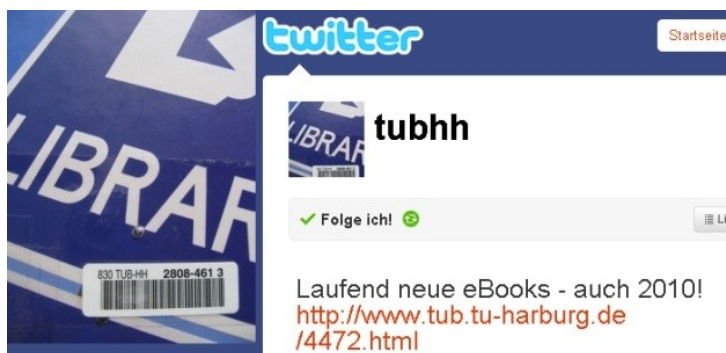 LIBRAR
830 TUB-HH 2808-461 3
twitter
Startseite
LIBRAR
tubhh
Folge ich!
Laufend neue eBooks - auch 2010!
http://www.tub.tu-harburg.de
/4472.html